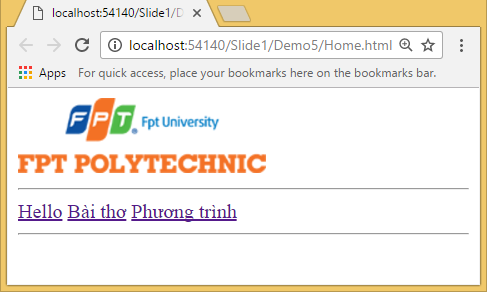 localhost:54140/Slide1/D
localhost:54140/Slide1/Demo5/Home.html
Apps For quick access, place your bookmarks here on the bookmarks bar.
FPT. Fpt University
FPT POLYTECHNIC
Hello Bài thơ Phương trình